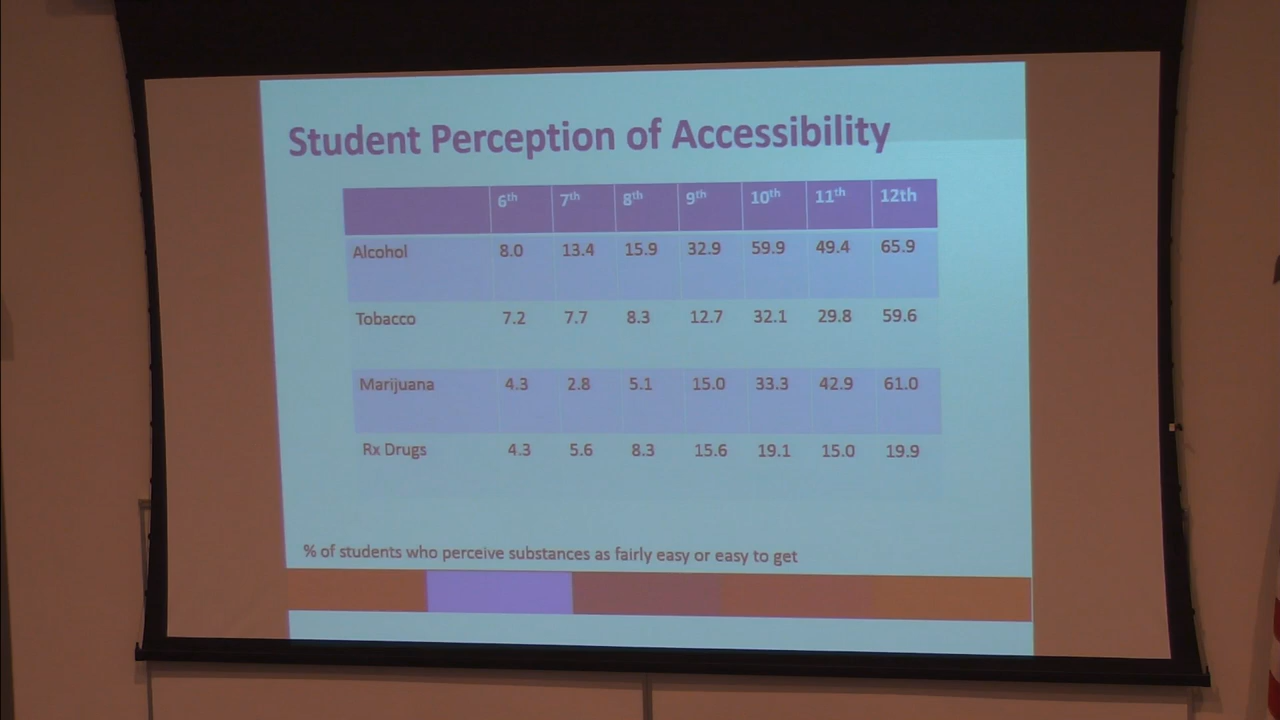 Student Perception of Accessibility
6th 7th 8th 9th 10th 11th 12th
Alcohol 8.0 13.4 15.9 32.9 59.9 49.4 65.9
Tobacco 7.2 7.7 8.3 12.7 32.1 29.8 59.6
Marijuana 4.3 2.8 5.1 15.0 33.3 42.9 61.0
Rx Drugs 4.3 5.6 8.3 15.6 19.1 15.0 19.9
% of students who perceive substances as fairly easy or easy to get